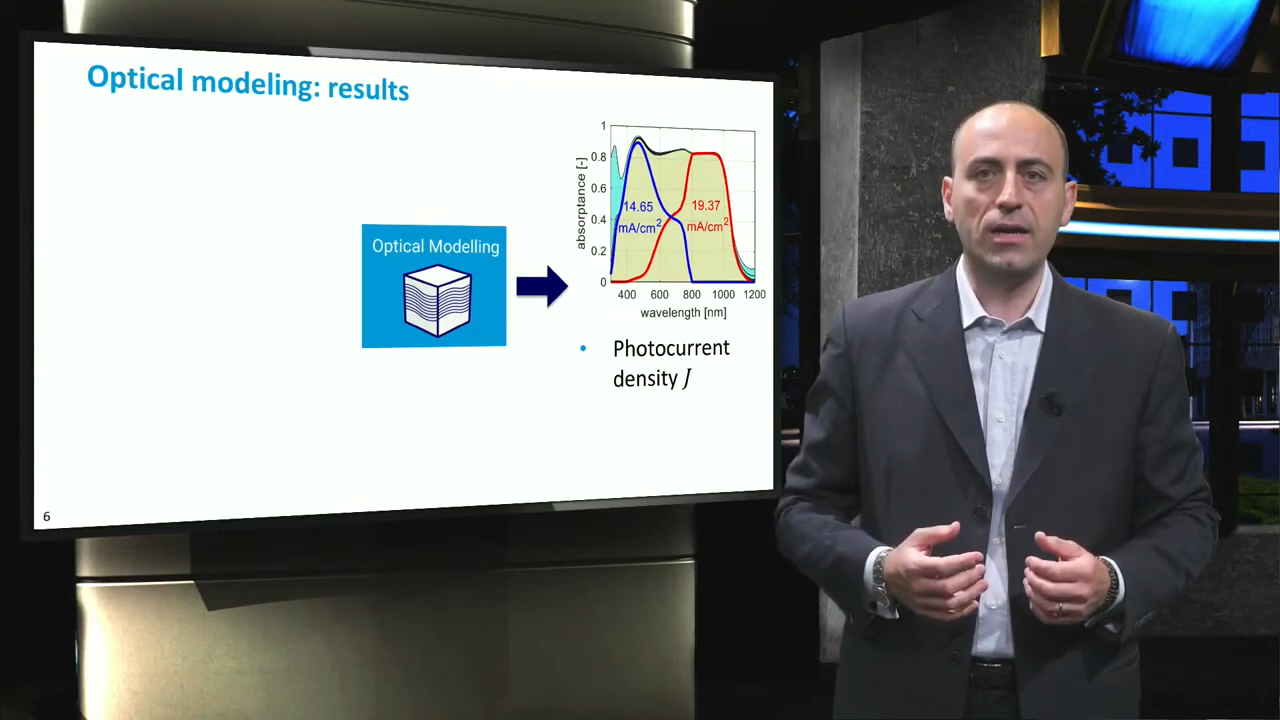 Optical modeling: results
Optical Modelling
absorptance [-]
1
0.8
0.6
0.4
0.2
0
14.65
mA/cm²
19.37
mA/cm²
400 600 800 1000 1200
wavelength [nm]
• Photocurrent
density J
6